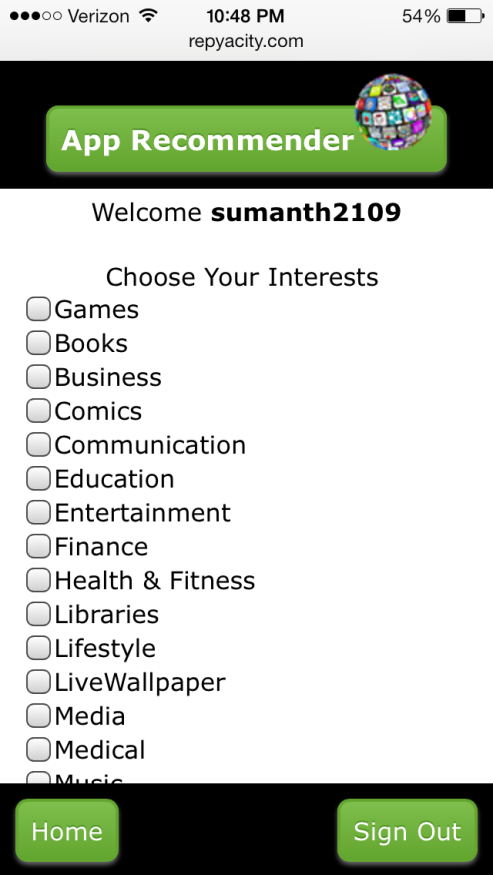 Verizon 10:48 PM 54%
repyacity.com
App Recommender
Welcome sumanth2109
Choose Your Interests
Games
Books
Business
Comics
Communication
Education
Entertainment
Finance
Health & Fitness
Libraries
Lifestyle
LiveWallpaper
Media
Medical
Music
Home Sign Out